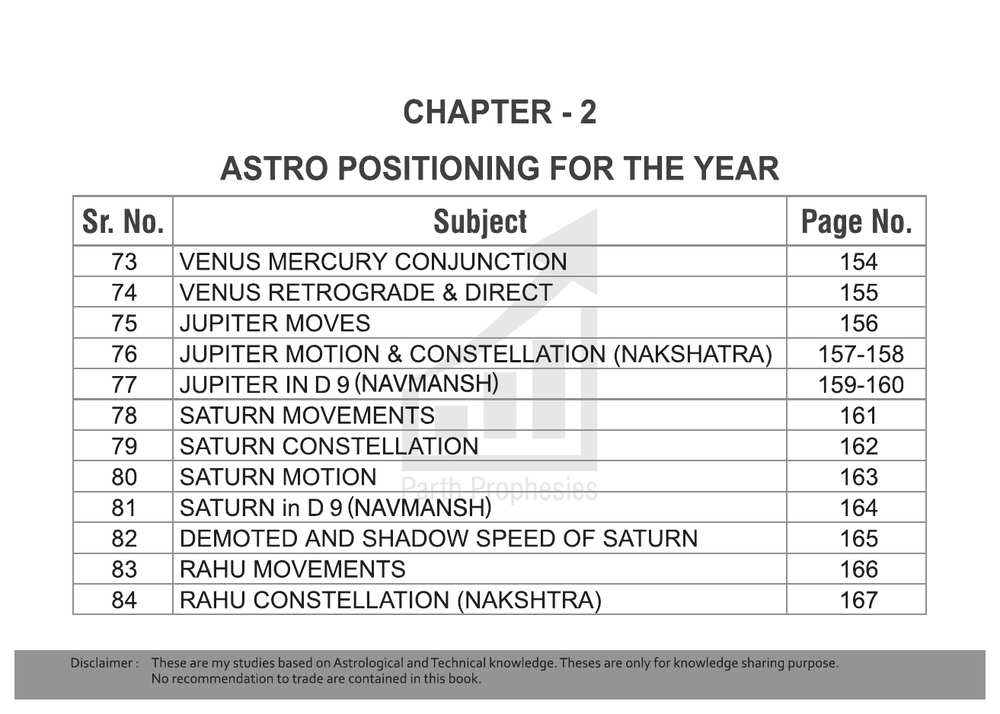 CHAPTER - 2
ASTRO POSITIONING FOR THE YEAR
Sr. No. Subject Page No.
73 VENUS MERCURY CONJUNCTION 154
74 VENUS RETROGRADE & DIRECT 155
75 JUPITER MOVES 156
76 JUPITER MOTION & CONSTELLATION (NAKSHATRA) 157-158
77 JUPITER IN D 9 (NAVMANSH) 159-160
78 SATURN MOVEMENTS 161
79 SATURN CONSTELLATION 162
80 SATURN MOTION 163
Parth Prophesies
81 SATURN in D 9 (NAVMANSH) 164
82 DEMOTED AND SHADOW SPEED OF SATURN 165
83 RAHU MOVEMENTS 166
84 RAHU CONSTELLATION (NAKSHTRA) 167
Disclaimer : These are my studies based on Astrological and Technical knowledge. Theses are only for knowledge sharing purpose.
No recommendation to trade are contained in this book.